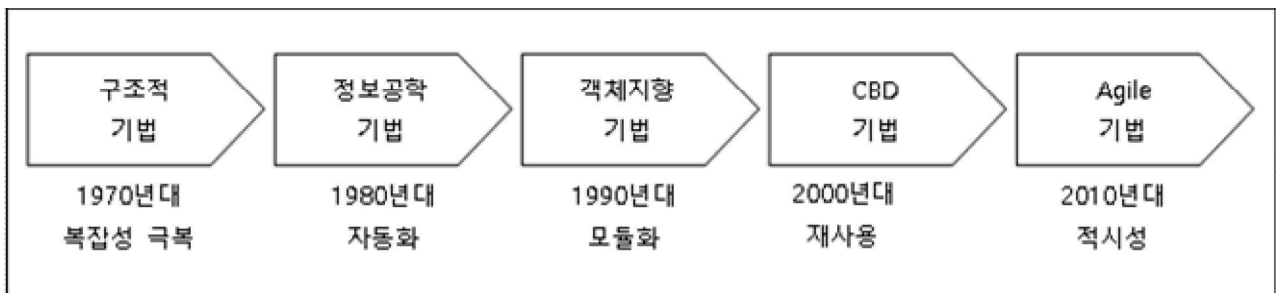 구조적
기법
정보공학
기법
객체지향
기법
CBD
기법
Agile
기법
1970년대
복잡성 극복
1980년대
자동화
1990년대
모듈화
2000년대
재사용
2010년대
적시성